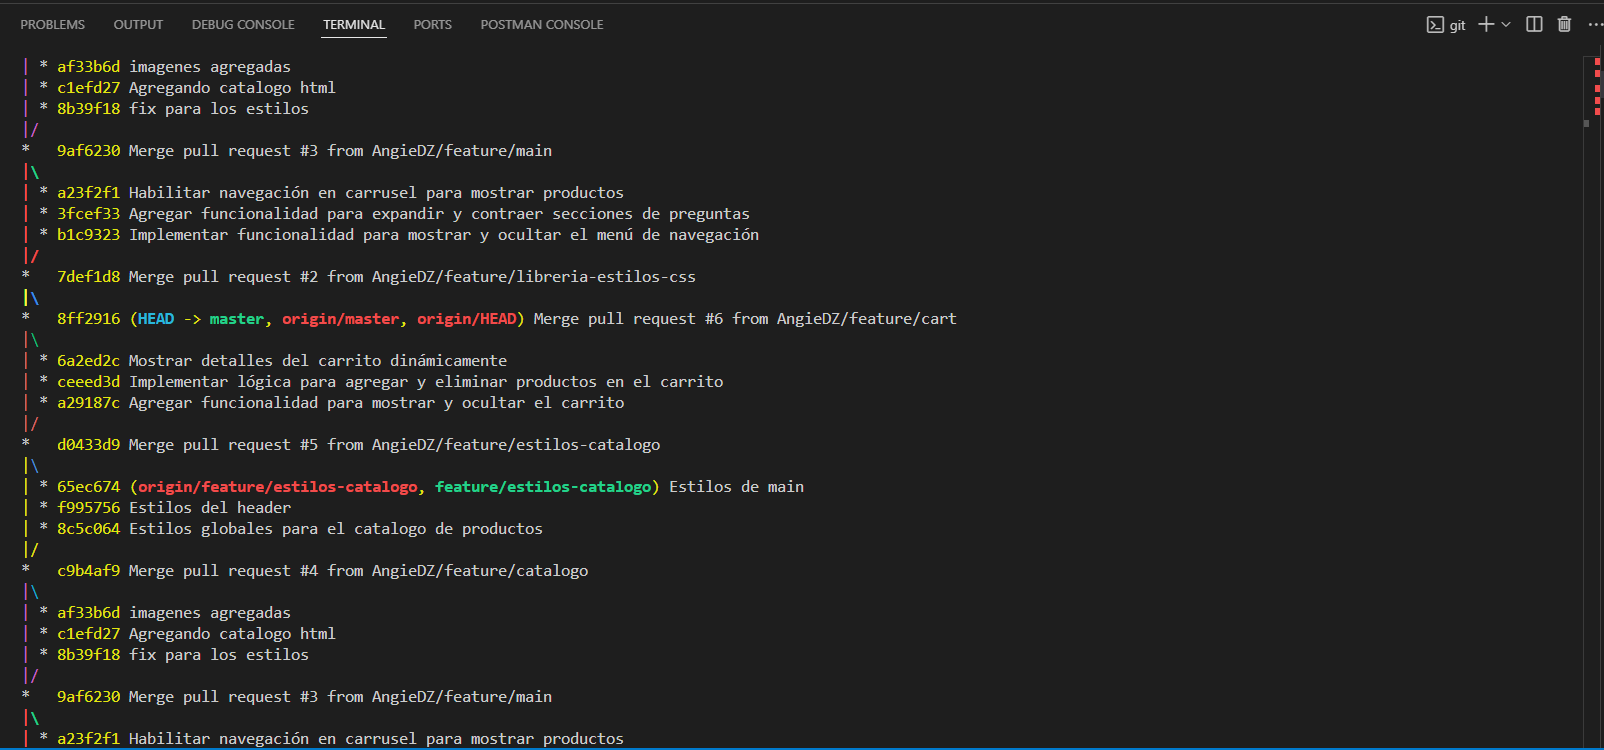 PROBLEMS OUTPUT DEBUG CONSOLE TERMINAL PORTS POSTMAN CONSOLE git
| * af33b6d imagenes agregadas
| * c1efd27 Agregando catalogo html
| * 8b39f18 fix para los estilos
|/
* 9af6230 Merge pull request #3 from AngieDZ/feature/main
|\
| * a23f2f1 Habilitar navegación en carrusel para mostrar productos
| * 3fcef33 Agregar funcionalidad para expandir y contraer secciones de preguntas
| * b1c9323 Implementar funcionalidad para mostrar y ocultar el menú de navegación
|/
* 7def1d8 Merge pull request #2 from AngieDZ/feature/libreria-estilos-css
|\
* 8ff2916 (HEAD -> master, origin/master, origin/HEAD) Merge pull request #6 from AngieDZ/feature/cart
|\
| * 6a2ed2c Mostrar detalles del carrito dinámicamente
| * ceeed3d Implementar lógica para agregar y eliminar productos en el carrito
| * a29187c Agregar funcionalidad para mostrar y ocultar el carrito
|/
* d0433d9 Merge pull request #5 from AngieDZ/feature/estilos-catalogo
|\
| * 65ec674 (origin/feature/estilos-catalogo, feature/estilos-catalogo) Estilos de main
| * f995756 Estilos del header
| * 8c5c064 Estilos globales para el catalogo de productos
|/
* c9b4af9 Merge pull request #4 from AngieDZ/feature/catalogo
|\
| * af33b6d imagenes agregadas
| * c1efd27 Agregando catalogo html
| * 8b39f18 fix para los estilos
|/
* 9af6230 Merge pull request #3 from AngieDZ/feature/main
|\
| * a23f2f1 Habilitar navegación en carrusel para mostrar productos